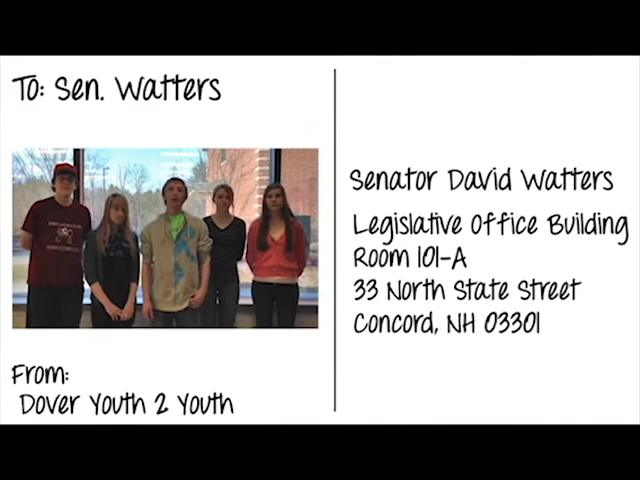 To: Sen. Watters
From:
Dover Youth 2 Youth
Senator David Watters
Legislative Office Building
Room 101-A
33 North State Street
Concord, NH 03301